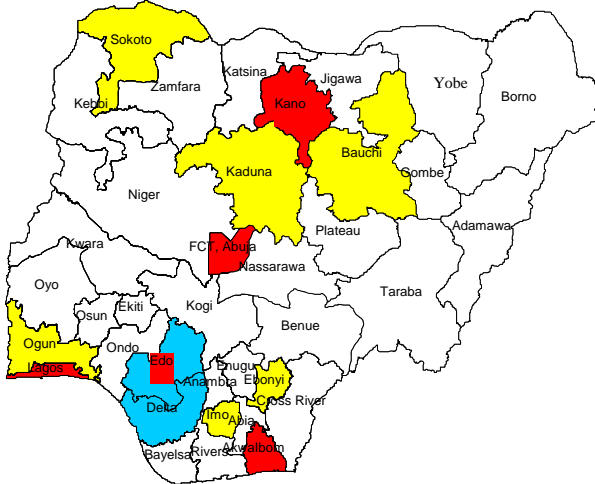 Sokoto
Katsina
Jigawa
Yobe
Borno
Zamfara
Kebbi
Kano
Kaduna
Bauchi
Gombe
Niger
Plateau
Adamawa
Kwara
FCT, Abuja
Nassarawa
Oyo
Taraba
Kogi
Ekiti
Osun
Benue
Ogun
Ondo
Edo
Enugu
Lagos
Anambra
Ebonyi
Delta
Cross River
Imo
Abia
AkwaIbom
Bayelsa
Rivers